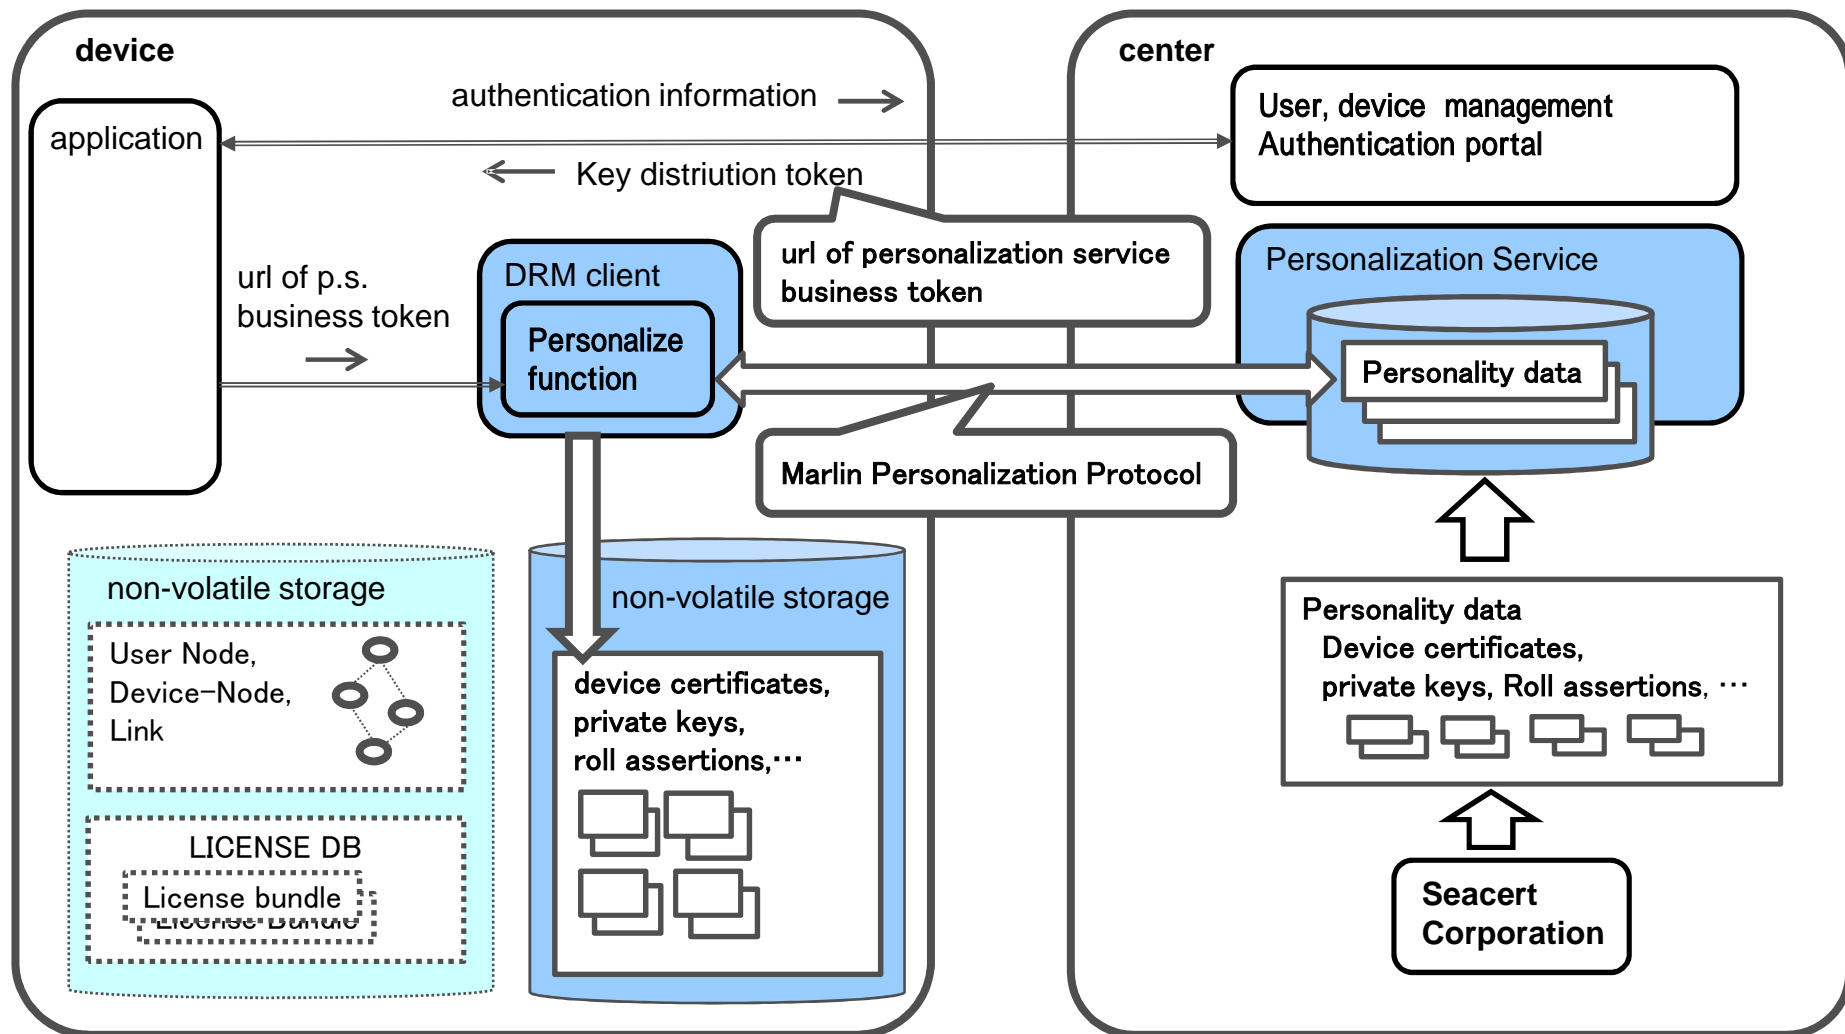 device
center
authentication information
User, device management
Authentication portal
application
Key distriution token
url of personalization service
business token
Personalization Service
url of p.s.
business token
DRM client
Personalize
function
Personality data
Marlin Personalization Protocol
non-volatile storage
User Node,
Device-Node,
Link
LICENSE DB
License bundle
License Bundle
non-volatile storage
device certificates,
private keys,
roll assertions,…
Personality data
Device certificates,
private keys, Roll assertions, …
Seacert
Corporation